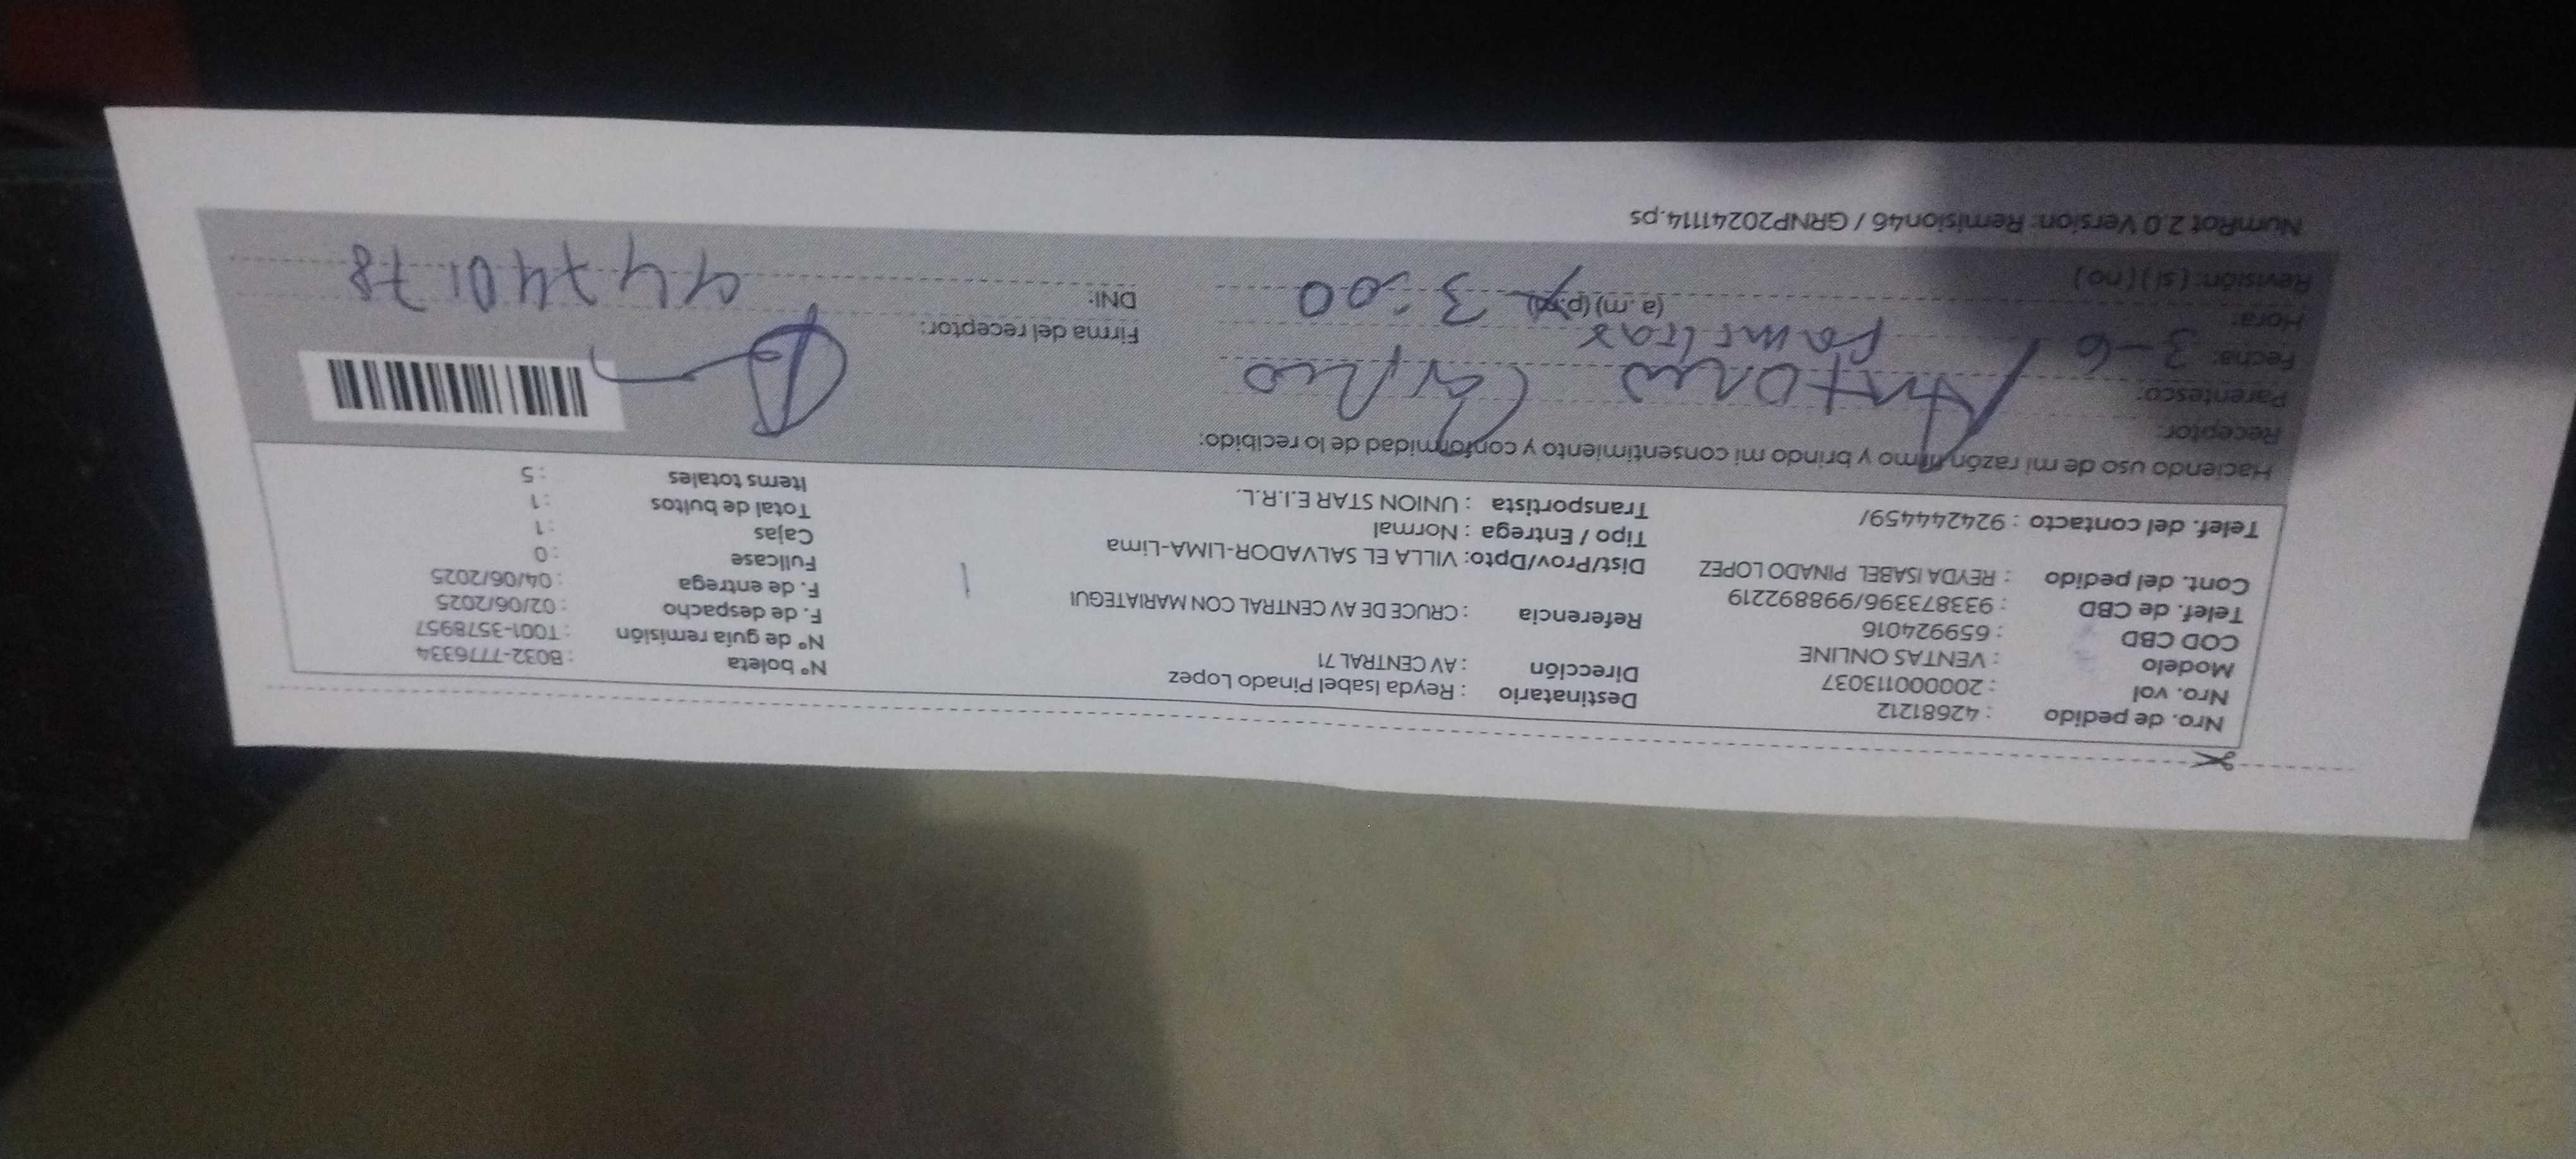 Nro. de pedido : 42681212
Nro. vol : 200000113037
Modelo : VENTAS ONLINE
COD CBD : 659924016
Telef. de CBD : 933873396/998892219
Cont. del pedido : REYDA ISABEL PINADO LOPEZ
Telef. del contacto : 924244459/
Destinatario : Reyda Isabel Pinado Lopez
Dirección : AV CENTRAL 71
Referencia : CRUCE DE AV CENTRAL CON MARIATEGUI
Dist/Prov/Dpto: VILLA EL SALVADOR-LIMA-Lima
Tipo / Entrega : Normal
Transportista : UNION STAR E.I.R.L.
Nº boleta : B032-7776334
Nº de guía remisión : T001-3578957
F. de despacho : 02/06/2025
F. de entrega : 04/06/2025
Fullcase : 0
Cajas : 1
Total de bultos : 1
Items totales : 5
Haciendo uso de mi razón firmo y brindo mi consentimiento y conformidad de lo recibido:
Receptor: Antonio
Parentesco:
Fecha: 3-6
Hora: (a.m) (p.m) 3:00
Revisión: (si) (no)
Firma del receptor:
DNI:
NumRot 2.0 Version: Remision46 / GRNP20241114.ps